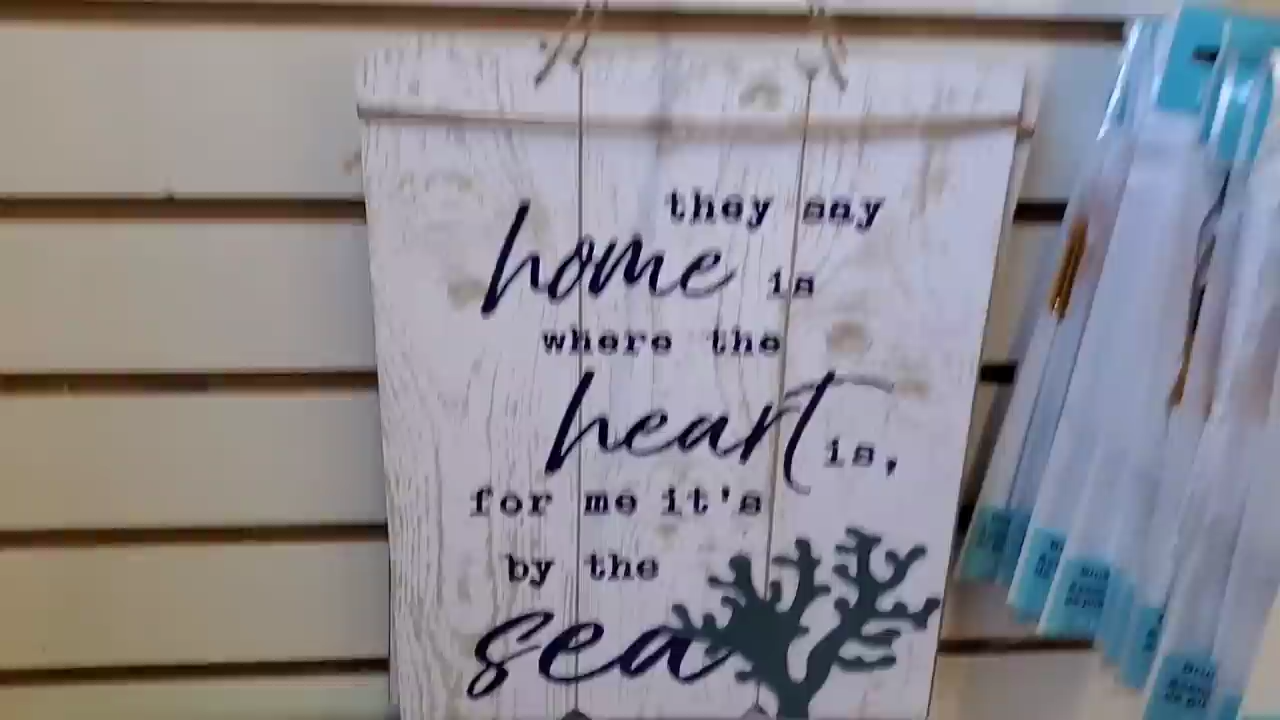 they say
home is
where the
heart is,
for me it's
by the
sea